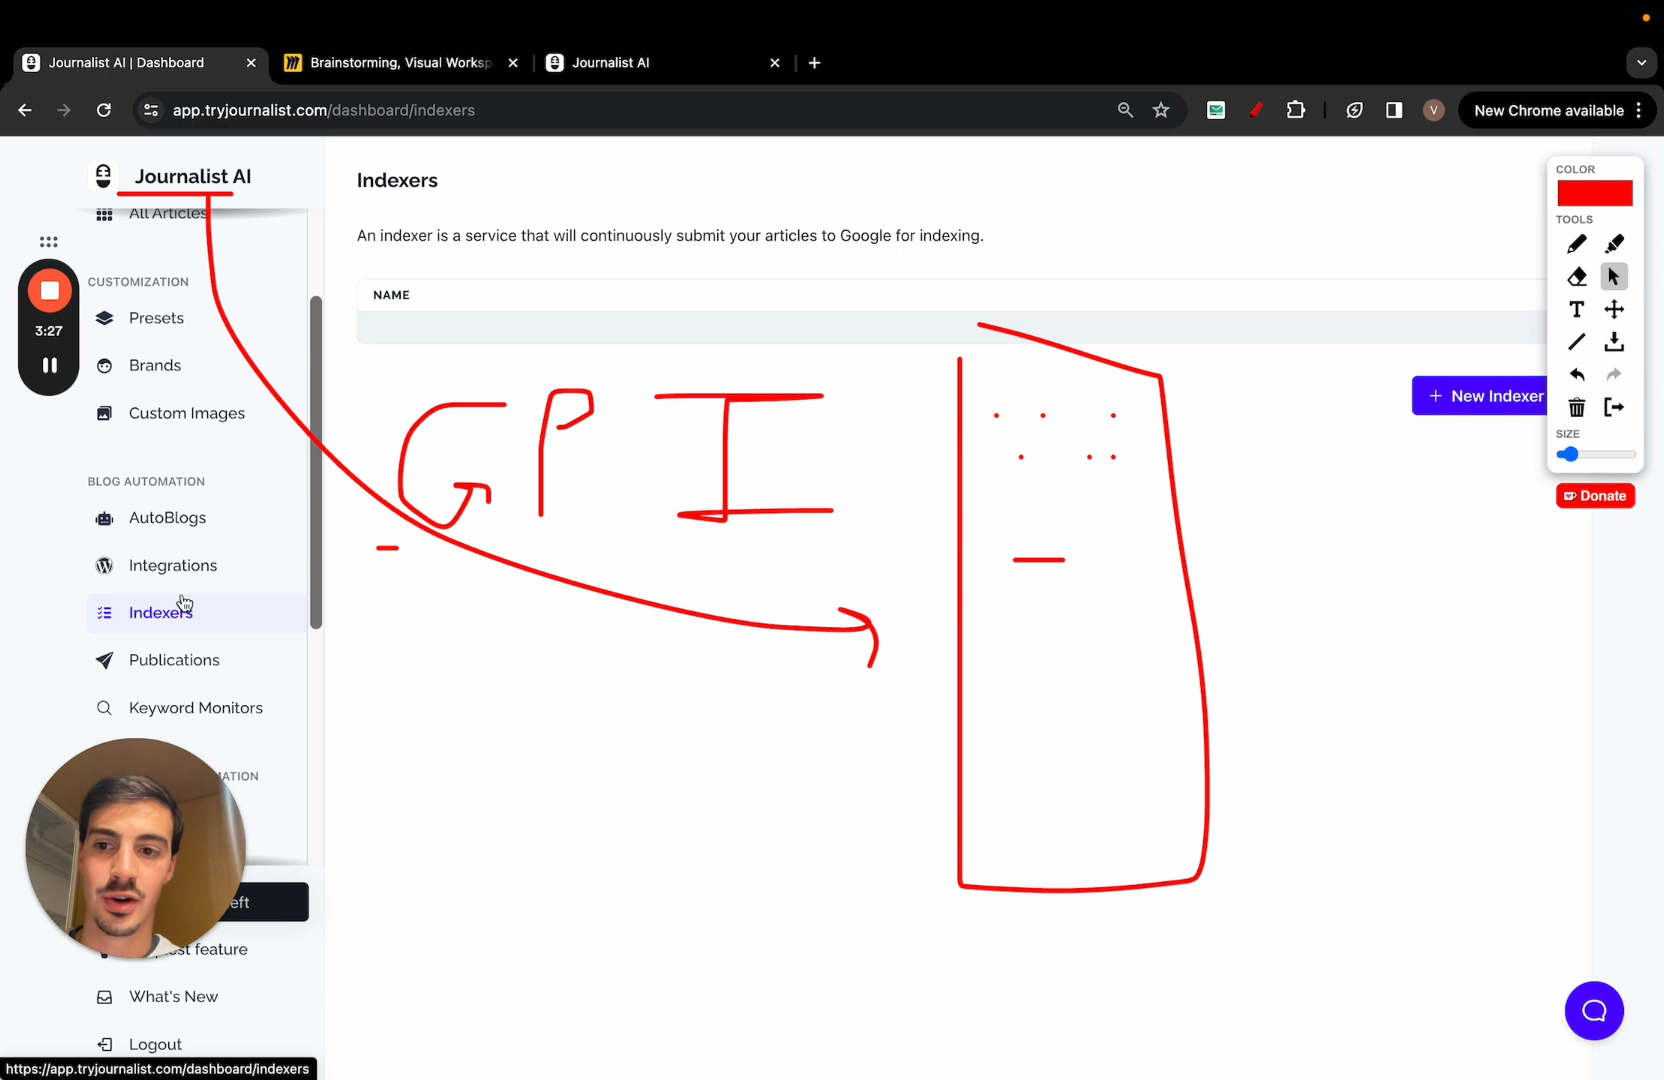 Journalist AI | Dashboard
Brainstorming, Visual Worksp
Journalist AI
app.tryjournalist.com/dashboard/indexers
V
New Chrome available
Journalist AI
All Articles
CUSTOMIZATION
Presets
Brands
Custom Images
BLOG AUTOMATION
AutoBlogs
Integrations
Indexers
Publications
Keyword Monitors
ATION
eft
st feature
What's New
Logout
3:27
Indexers
An indexer is a service that will continuously submit your articles to Google for indexing.
NAME
+ New Indexer
GPI
COLOR
TOOLS
T
SIZE
Donate
https://app.tryjournalist.com/dashboard/indexers